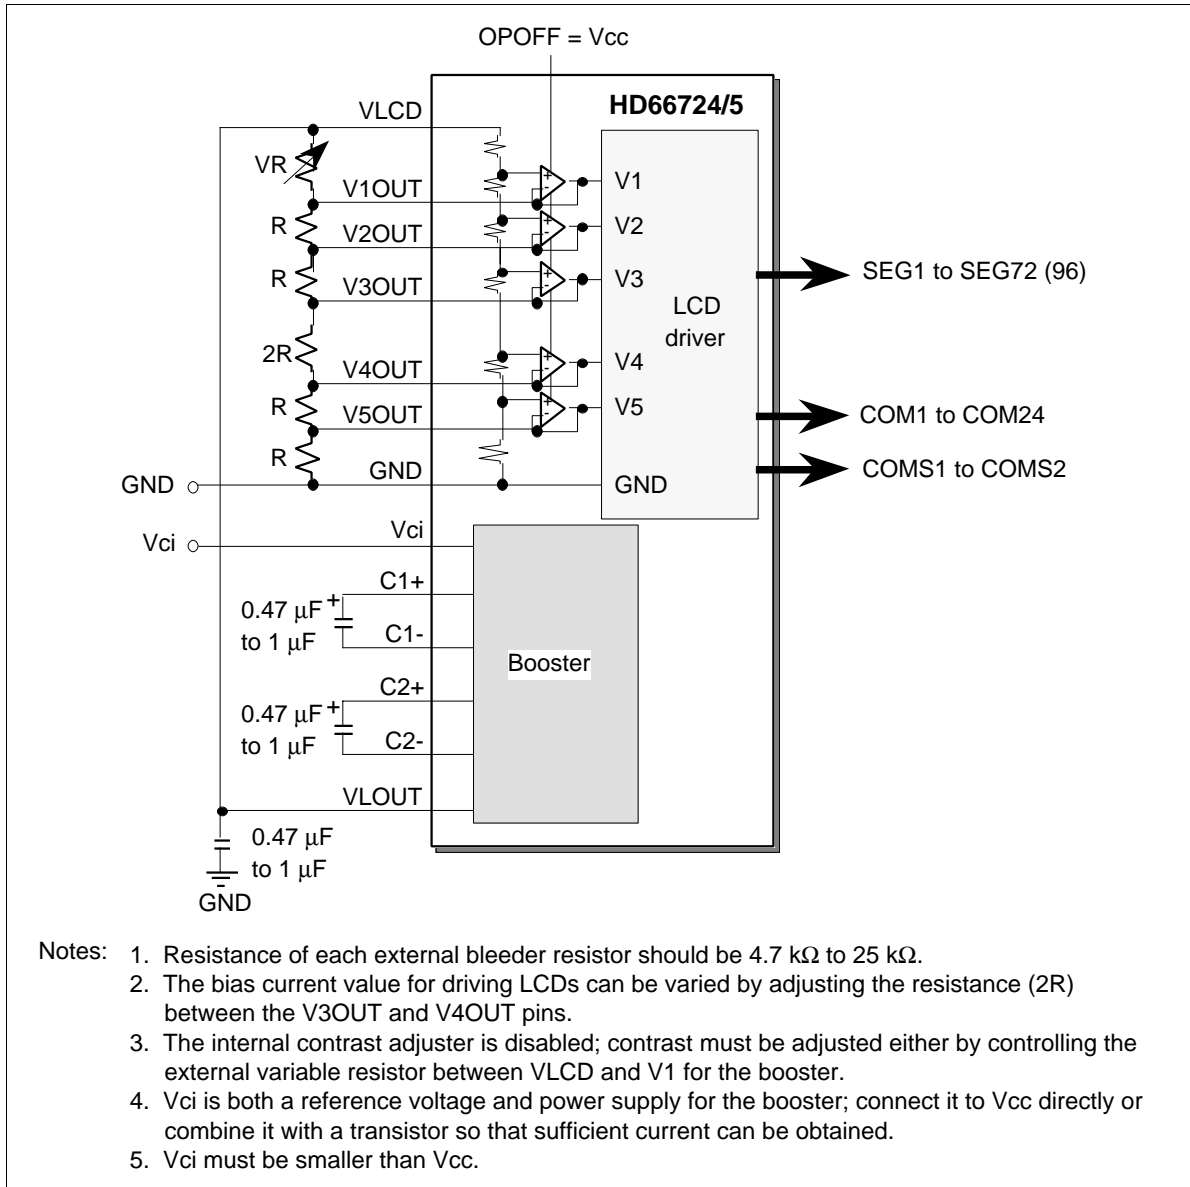 OPOFF = Vcc
HD66724/5
VLCD
VR
V1OUT
V1
R
V2OUT
V2
R
V3OUT
V3
SEG1 to SEG72 (96)
LCD
driver
2R
V4OUT
V4
R
V5OUT
V5
COM1 to COM24
R
GND
GND
GND
COMS1 to COMS2
Vci
Vci
C1+
0.47 µF
+
to 1 µF
C1-
Booster
C2+
0.47 µF
+
to 1 µF
C2-
VLOUT
0.47 µF
to 1 µF
GND
+
-
+
-
+
-
+
-
+
-
Notes: 1. Resistance of each external bleeder resistor should be 4.7 kΩ to 25 kΩ.
2. The bias current value for driving LCDs can be varied by adjusting the resistance (2R)
between the V3OUT and V4OUT pins.
3. The internal contrast adjuster is disabled; contrast must be adjusted either by controlling the
external variable resistor between VLCD and V1 for the booster.
4. Vci is both a reference voltage and power supply for the booster; connect it to Vcc directly or
combine it with a transistor so that sufficient current can be obtained.
5. Vci must be smaller than Vcc.